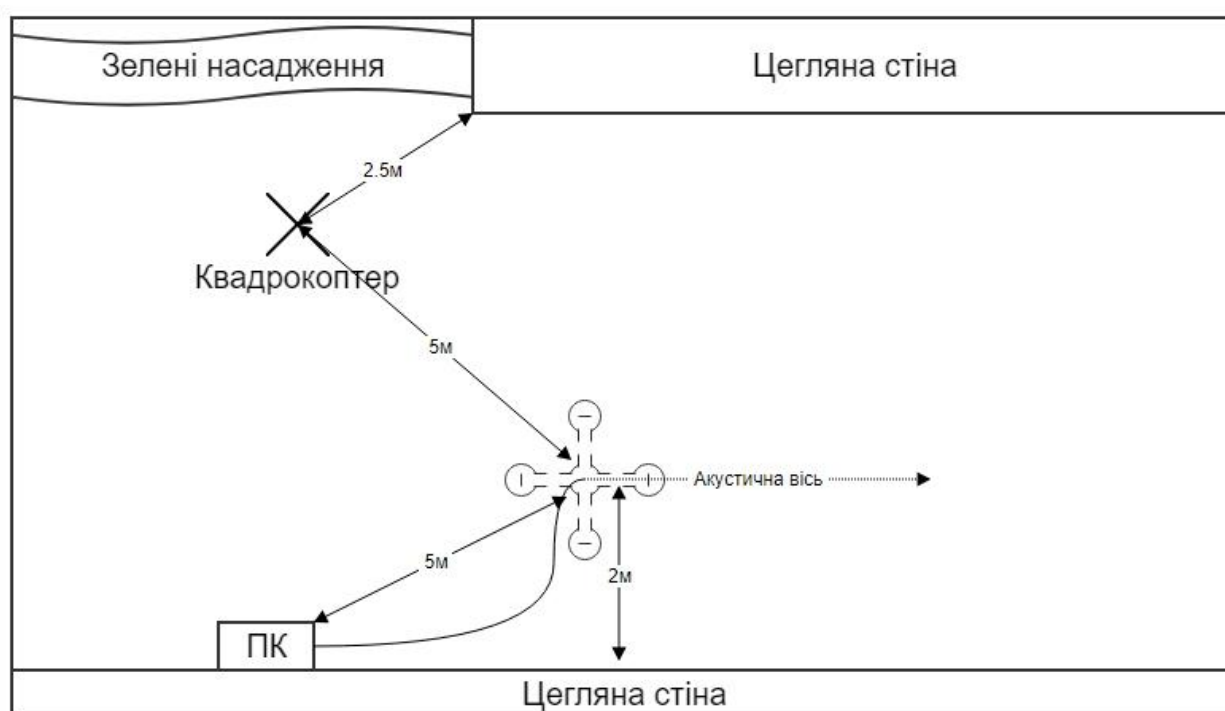 Зелені насадження
Цегляна стіна
2.5м
Квадрокоптер
5м
Акустична вісь
5м
2м
ПК
Цегляна стіна